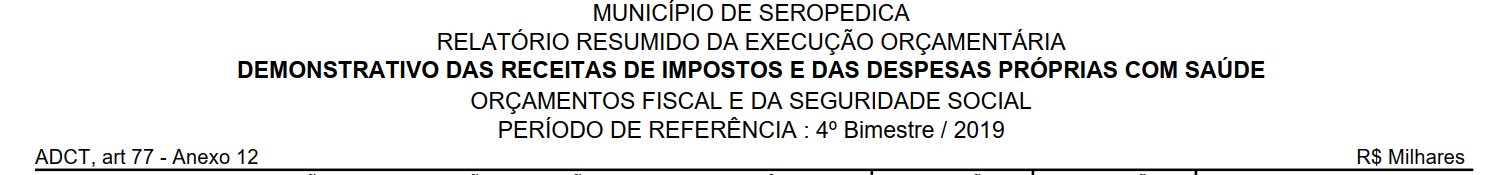 MUNICÍPIO DE SEROPEDICA
RELATÓRIO RESUMIDO DA EXECUÇÃO ORÇAMENTÁRIA
DEMONSTRATIVO DAS RECEITAS DE IMPOSTOS E DAS DESPESAS PRÓPRIAS COM SAÚDE
ORÇAMENTOS FISCAL E DA SEGURIDADE SOCIAL
PERÍODO DE REFERÊNCIA : 4º Bimestre / 2019
ADCT, art 77 - Anexo 12 R$ Milhares